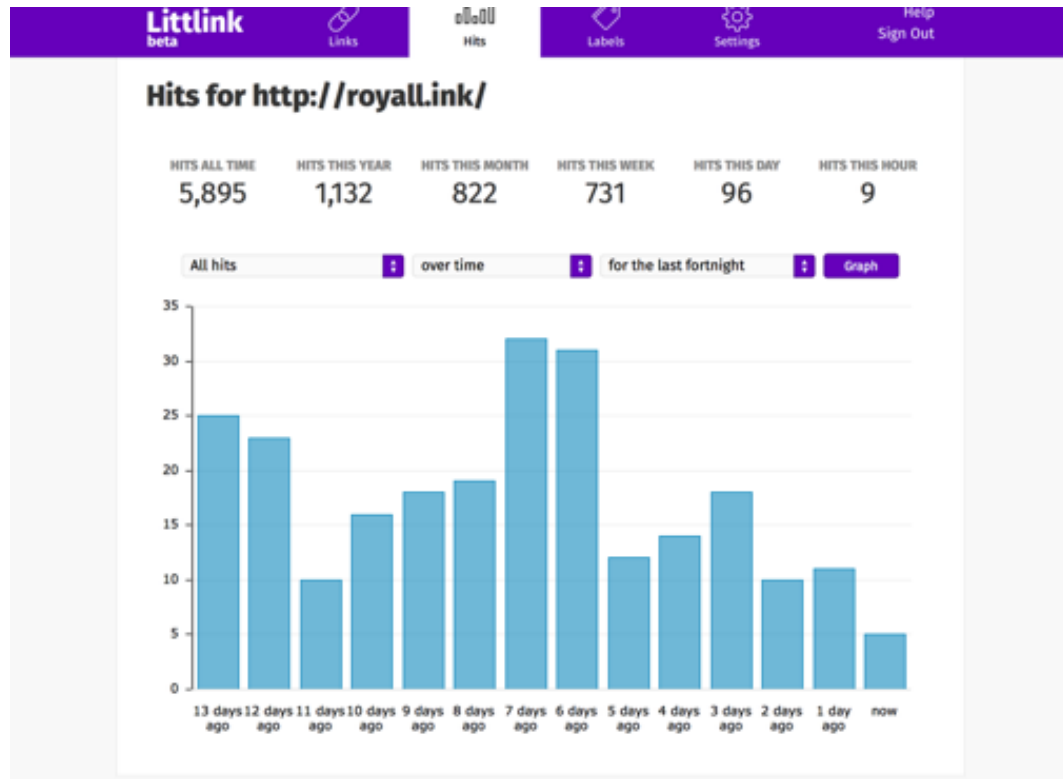 Littlink
beta
Links
Hits
Labels
Settings
Help
Sign Out
Hits for http://royall.ink/
HITS ALL TIME HITS THIS YEAR HITS THIS MONTH HITS THIS WEEK HITS THIS DAY HITS THIS HOUR
5,895 1,132 822 731 96 9
All hits over time for the last fortnight Graph
35
30
25
20
15
10
5
0
13 days 12 days 11 days 10 days 9 days 8 days 7 days 6 days 5 days 4 days 3 days 2 days 1 day now
ago ago ago ago ago ago ago ago ago ago ago ago ago